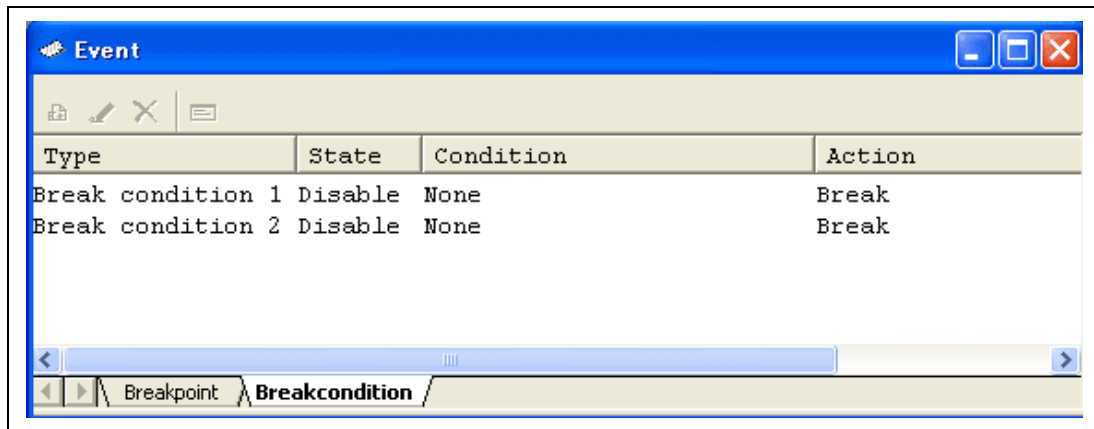 Event
Type State Condition Action
Break condition 1 Disable None Break
Break condition 2 Disable None Break
Breakpoint Breakcondition